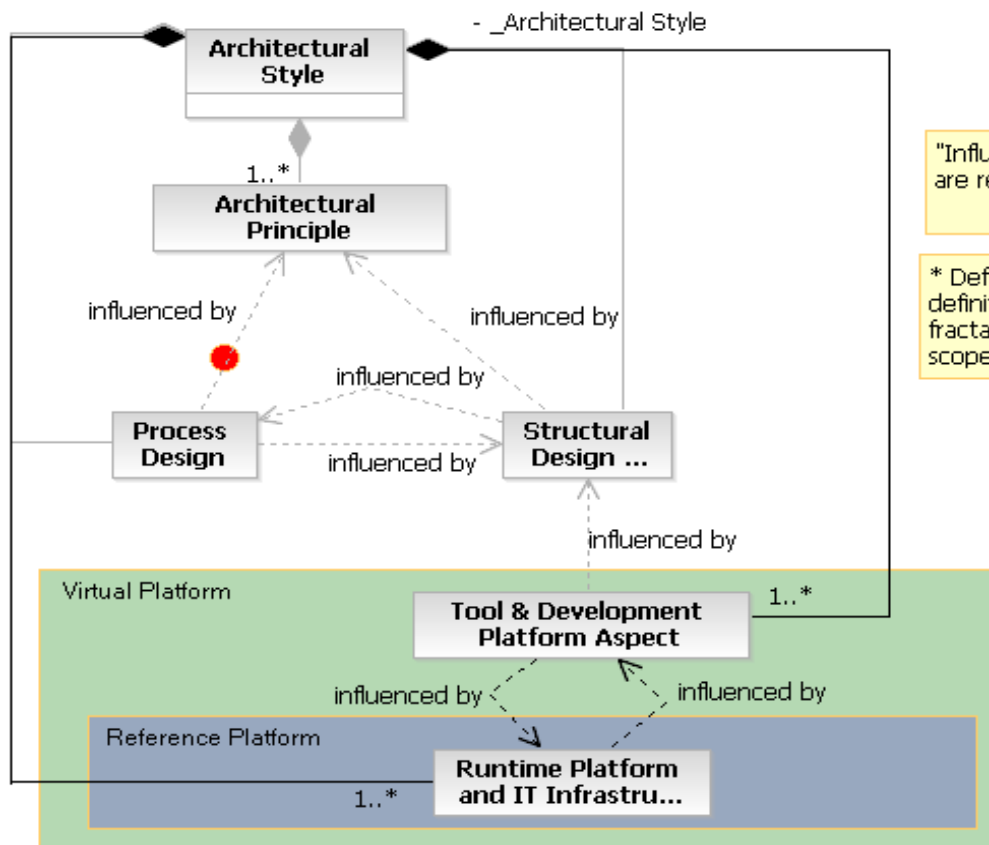 - _Architectural Style
Architectural
Style
1..*
Architectural
Principle
"Influ
are re
* Def
defini
fracta
scope
influenced by
influenced by
influenced by
Process
Design
Structural
Design ...
influenced by
influenced by
Virtual Platform
1..*
Tool & Development
Platform Aspect
influenced by
influenced by
Reference Platform
Runtime Platform
and IT Infrastru...
1..*